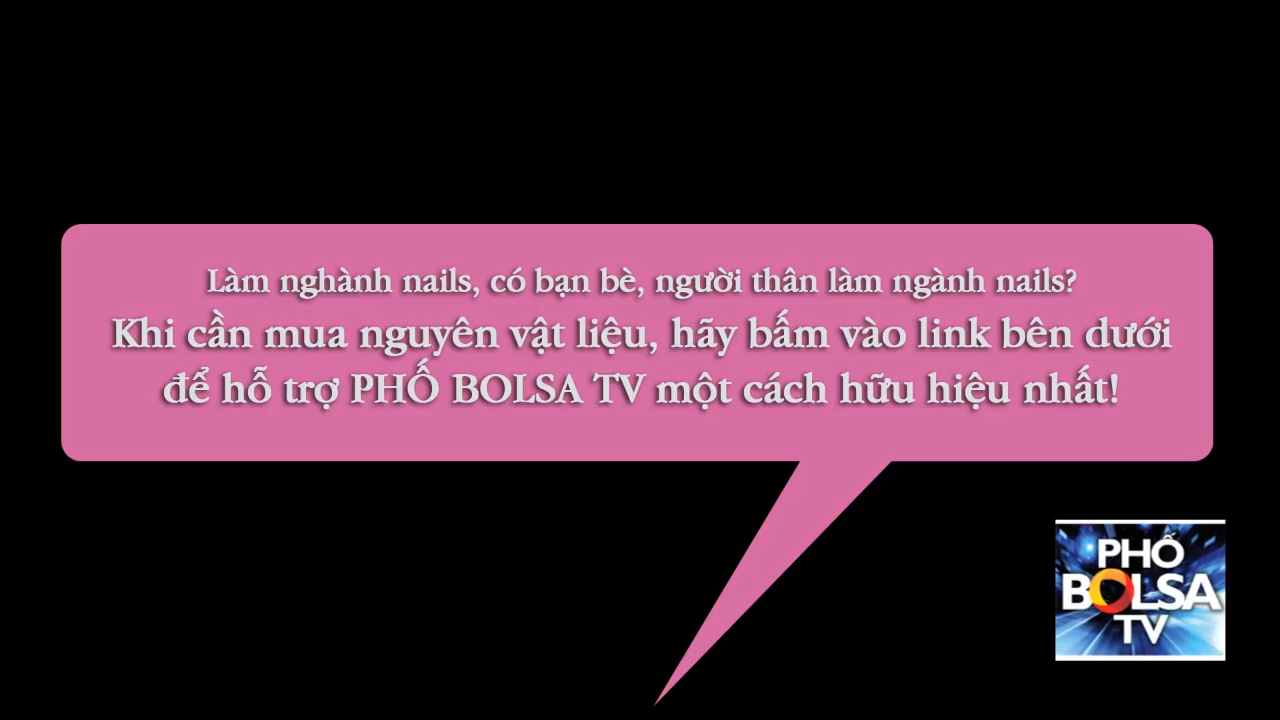 Làm nghành nails, có bạn bè, người thân làm ngành nails?
Khi cần mua nguyên vật liệu, hãy bấm vào link bên dưới
để hỗ trợ PHỐ BOLSA TV một cách hữu hiệu nhất!
PHỐ
BOLSA
TV